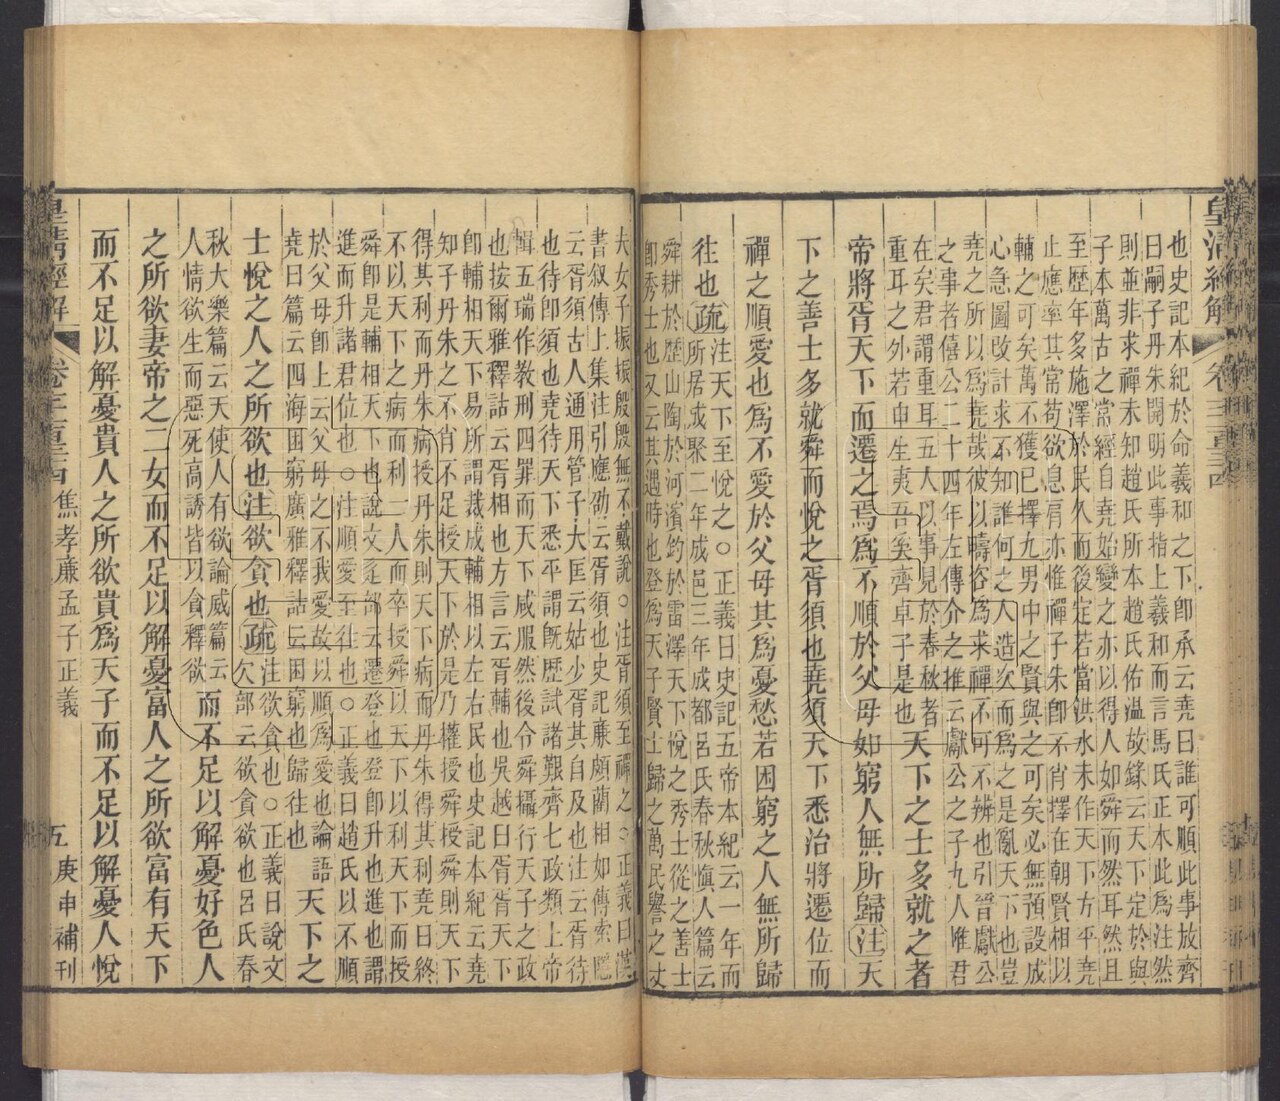 皇清經解
也史記本紀於命義和之下卽承云堯曰誰可順此事放齊
曰嗣子丹朱開明此事指上羲和而言馬氏正本此爲注然
則並非求禪未知趙氏所本趙氏佑溫故錄云天下定於與
子本萬古之常經自堯始變之亦以得人如舜而然耳然且
至歷年多施澤於民久而後定若當洪水未作天下方平堯
止應率其常苟欲息肩亦惟禪子朱卽不肖擇在朝賢相以
輔之可矣萬不獲已擇九男中之賢與之可矣必無預設成
心急圖改計求不知誰何之人造次而爲之是亂天下也豈
堯之所以爲堯哉彼以疇咨爲求禪不可不辨也引晉獻公
之事者僖公二十四年左傳介之推云獻公之子九人唯君
在矣君謂重耳五人以事見於春秋者
重耳之外若申生夷吾奚齊卓子是也
天下之士多就之者
帝將胥天下而遷之焉爲不順於父母如窮人無所歸注天
下之善士多就舜而悅之胥須也堯須天下悉治將遷位而
禪之順愛也爲不愛於父母其爲憂愁若困窮之人無所歸
往也疏
注天下至悅之○正義曰史記五帝本紀云一年而
所居成聚二年成邑三年成都呂氏春秋愼人篇云
舜耕於歷山陶於河濱釣於雷澤天下悅之秀士從之善士
卽秀士也又云其遇時也登爲天子賢士歸之萬民譽之丈
夫女子振振殷殷無不戴說○注胥須至禪之○正義曰漢
書敘傳上集注引應劭云胥須也史記廉頗藺相如傳索隱
云胥須古人通用管子大匡云姑少胥其自及也注云胥待
也待卽須也堯待天下悉平謂旣歷試諸艱齊七政類上帝
輯五瑞作教刑四罪而天下咸服然後令舜攝行天子之政
也按爾雅釋詁云胥相也方言云胥輔也吳越曰胥胥天下
卽輔相天下易所謂裁成輔相以左右民也史記本紀云堯
知子丹朱之不肖不足授天下於是乃權授舜授舜則天下
得其利而丹朱病授丹朱則天下病而丹朱得其利堯曰終
不以天下之病而利一人而卒授舜以天下以利天下而授
舜卽是輔相天下也說文辵部云遷登也登卽升也進也謂
進而升諸君位也○注順愛至往也○正義曰趙氏以不順
於父母卽上云父母之不我愛故以順爲愛也論語
堯曰篇云四海困窮廣雅釋詁云困窮也歸往也
天下之
士悅之人之所欲也注欲貪也疏
注欲貪也○正義曰說文
欠部云欲貪欲也呂氏春
秋大樂篇云天使人有欲論威篇云
人情欲生而惡死高誘皆以貪釋欲
而不足以解憂好色人
之所欲妻帝之二女而不足以解憂富人之所欲富有天下
而不足以解憂貴人之所欲貴爲天子而不足以解憂人悅
皇清經解 卷 焦孝廉孟子正義 五 庚申補刊